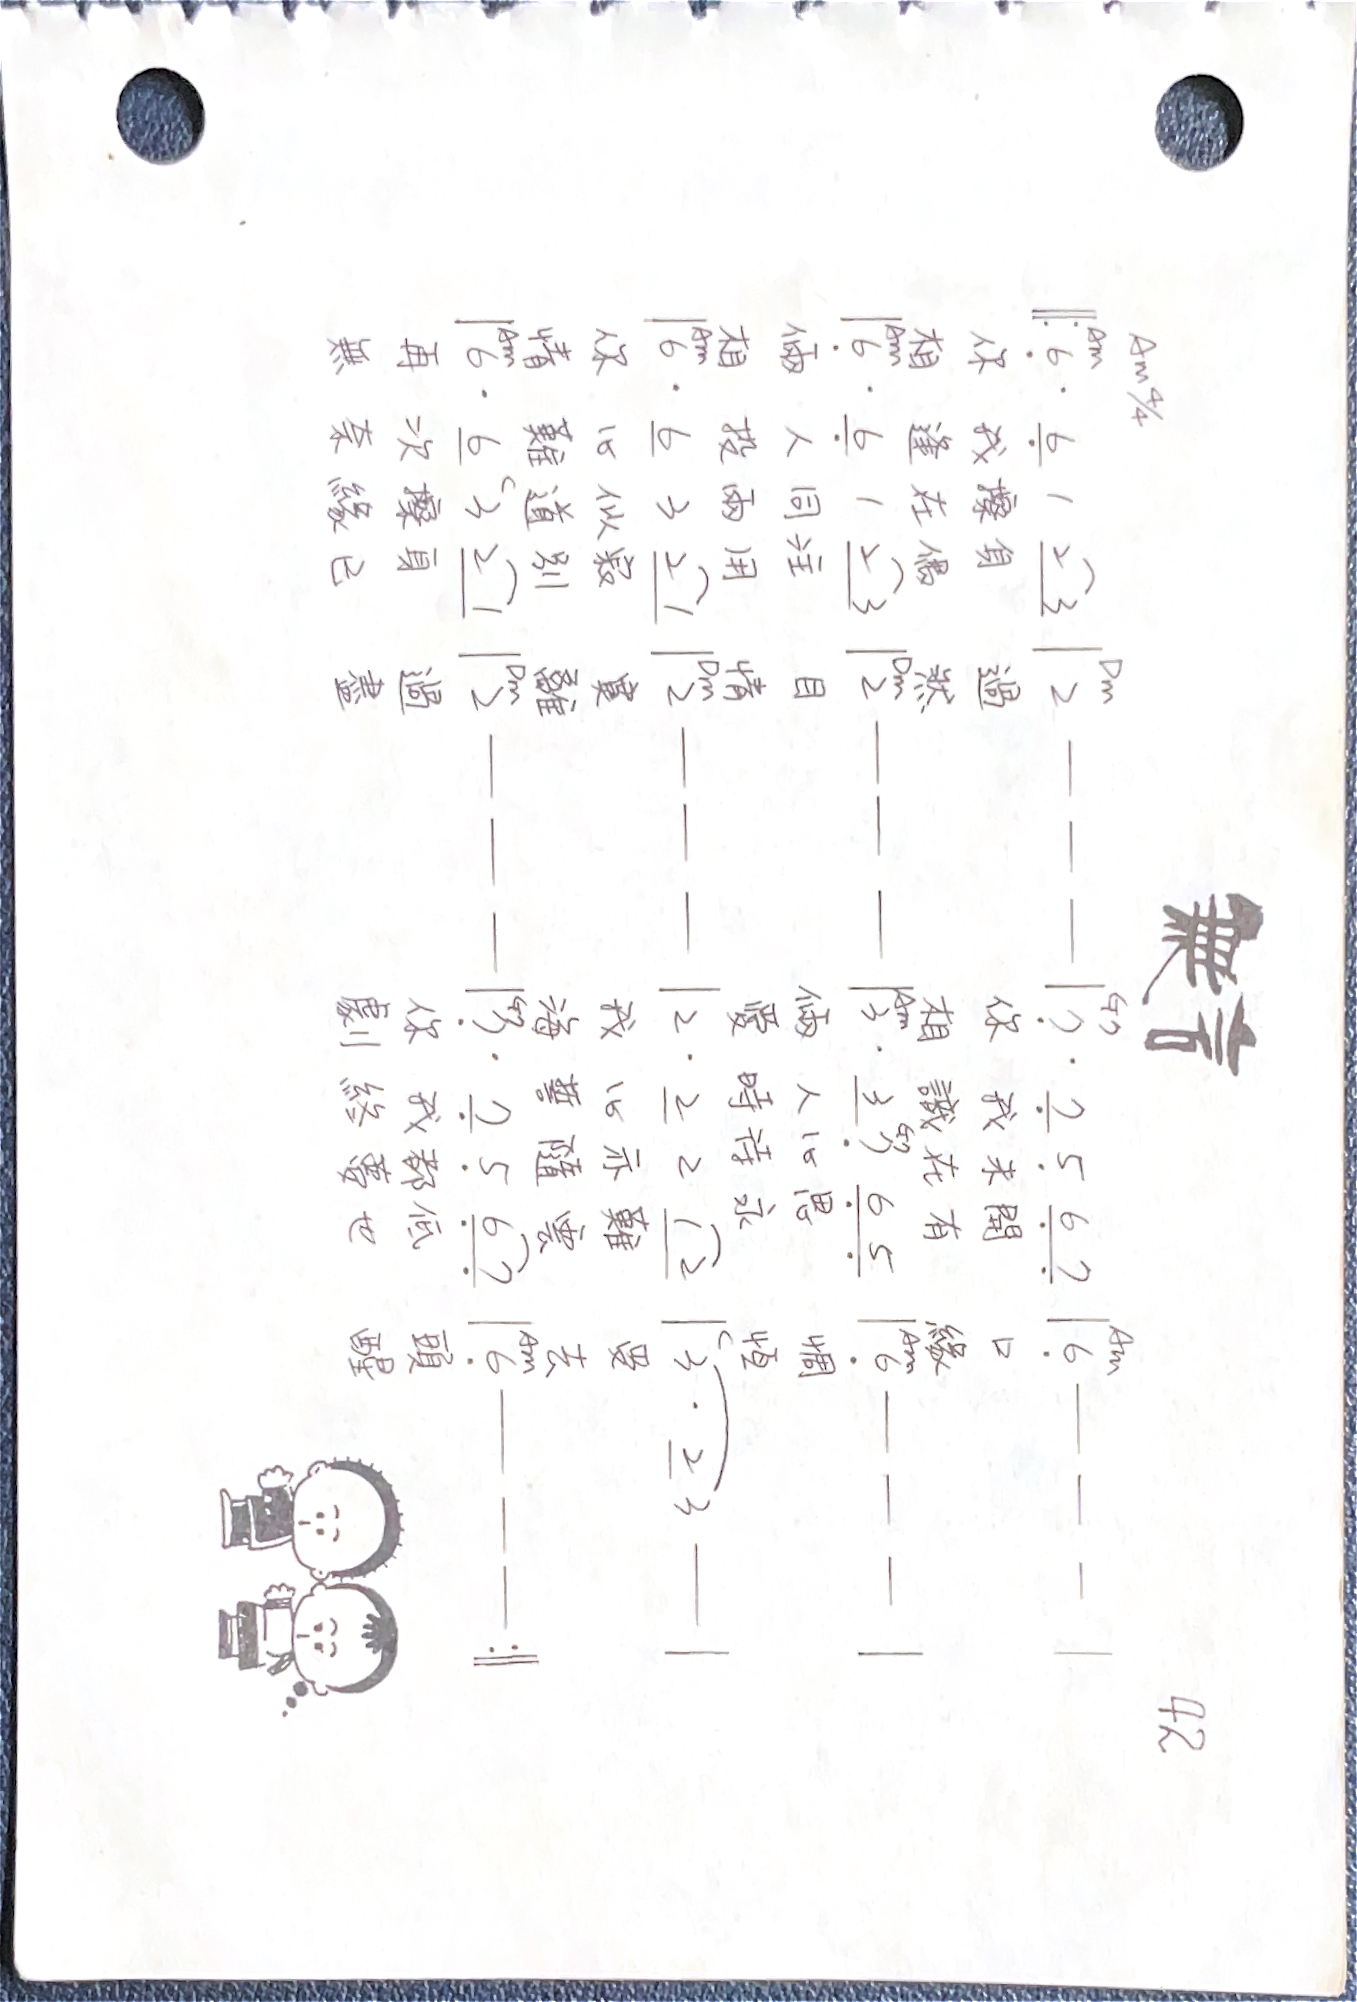 無言
42
Am 4/4
Am Dm G7 Am
‖: 6 · 6 1 2 3 | 2 — — — | 7 · 7 5 6 7 | 6 — — — |
你 我 擦 身 過 你 我 未 開 口
相 逢 在 偶 然 相 識 在 有 緣
Am Dm Am G7 Am
| 6 · 6 1 2 3 | 2 — — — | 3 · 3 7 6 5 | 6 — — — |
倆 人 同 注 目 倆 人 心 思 惆
相 投 兩 用 情 愛 時 待 永 恆
Am Dm C
| 6 · 6 3 2 1 | 2 — — — | 2 · 2 2 1 2 | 3 · 2 3 — |
你 心 似 寂 寞 我 心 亦 難 受
情 難 道 別 離 海 誓 隨 雲 去
Am C Dm G7 Am
| 6 · 6 3 2 1 | 2 — — — | 7 · 7 5 6 7 | 6 — — — :‖
再 次 擦 身 過 你 我 都 低 頭
無 奈 緣 已 盡 劇 終 夢 也 醒